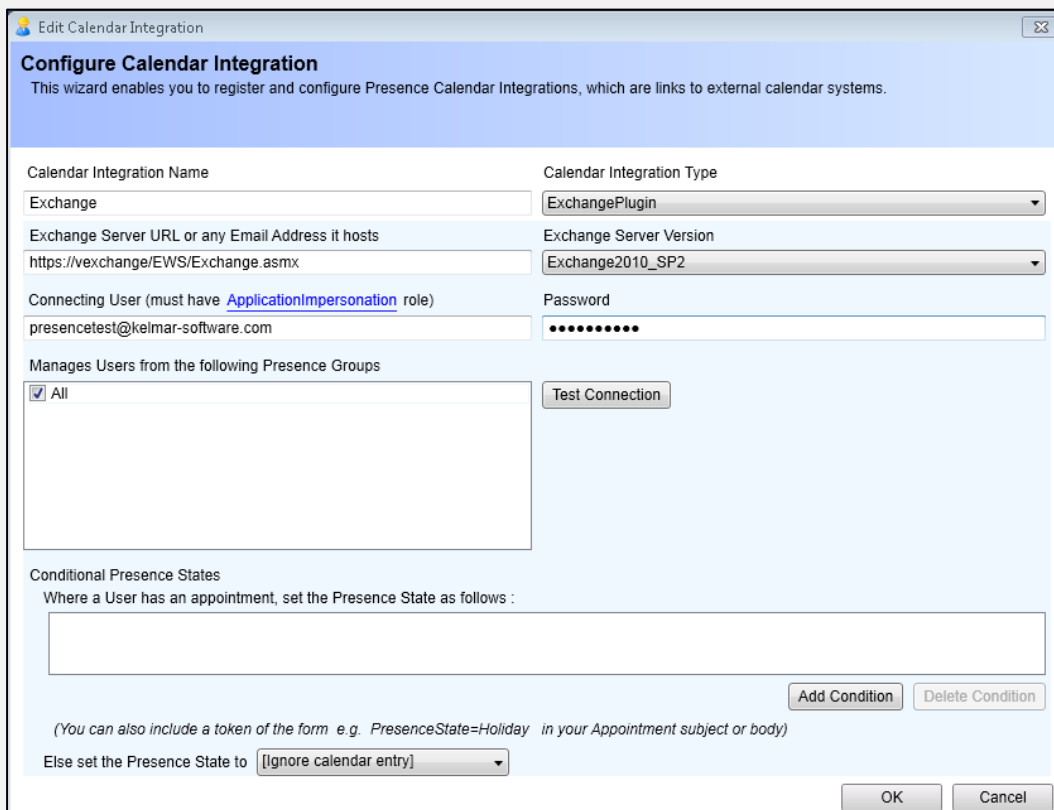 Edit Calendar Integration
Configure Calendar Integration
This wizard enables you to register and configure Presence Calendar Integrations, which are links to external calendar systems.
Calendar Integration Name
Calendar Integration Type
Exchange
ExchangePlugin
Exchange Server URL or any Email Address it hosts
Exchange Server Version
https://vexchange/EWS/Exchange.asmx
Exchange2010_SP2
Connecting User (must have ApplicationImpersonation role)
Password
presencetest@kelmar-software.com
●●●●●●●●●●
Manages Users from the following Presence Groups
All
Test Connection
Conditional Presence States
Where a User has an appointment, set the Presence State as follows :
Add Condition
Delete Condition
(You can also include a token of the form e.g. PresenceState=Holiday in your Appointment subject or body)
Else set the Presence State to [Ignore calendar entry]
OK
Cancel